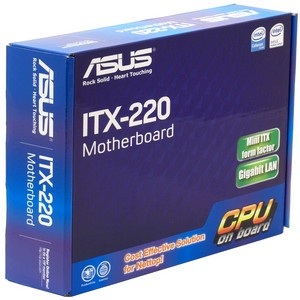 ASUS
Rock Solid · Heart Touching
ITX-220
Motherboard
Mini ITX
form factor
Gigabit LAN
CPU
on board
Cost Effective Solution
for Nettop!
ASUS
Rock Solid · Heart Touching
ITX-220
Motherboard